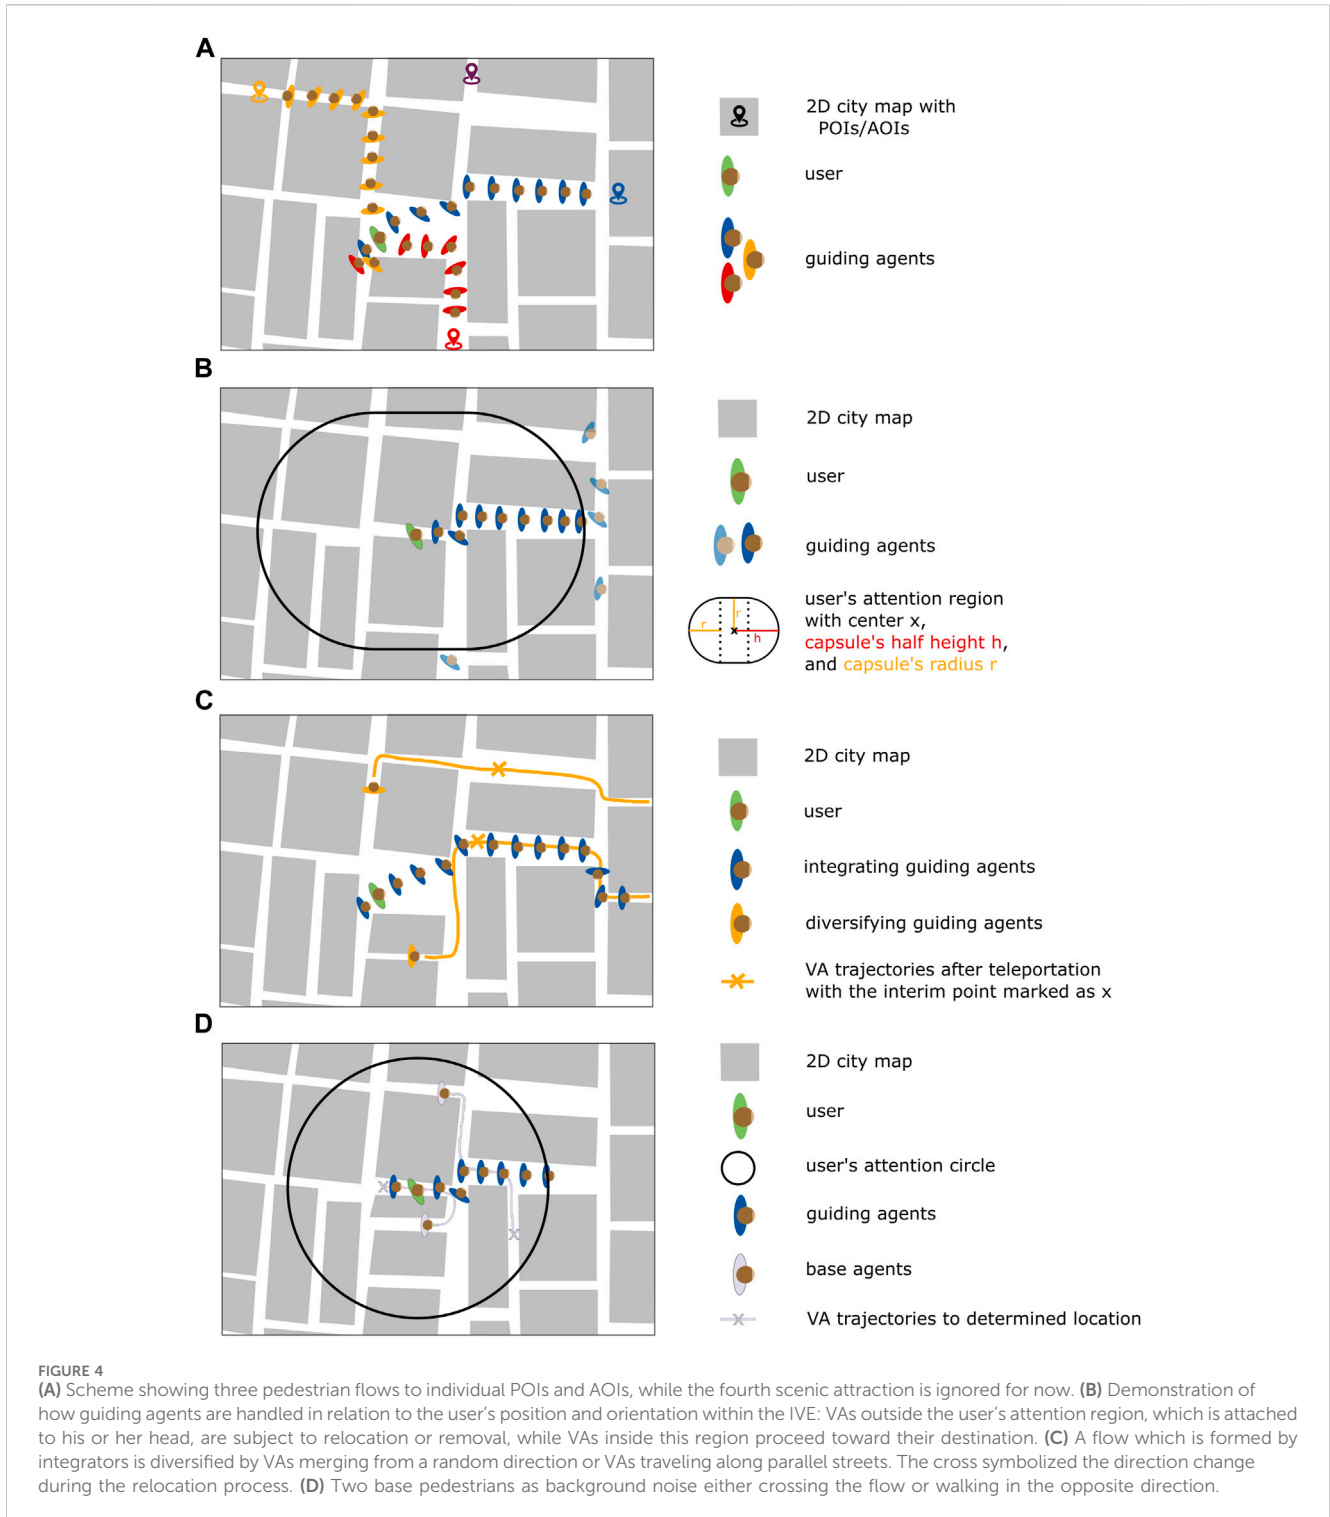 A
2D city map with
POIs/AOIs
user
guiding agents
B
2D city map
user
guiding agents
r
r
x
h
user's attention region
with center x,
capsule's half height h,
and capsule's radius r
C
2D city map
user
integrating guiding agents
diversifying guiding agents
VA trajectories after teleportation
with the interim point marked as x
D
2D city map
user
user's attention circle
guiding agents
base agents
VA trajectories to determined location
FIGURE 4
(A) Scheme showing three pedestrian flows to individual POIs and AOIs, while the fourth scenic attraction is ignored for now. (B) Demonstration of
how guiding agents are handled in relation to the user's position and orientation within the IVE: VAs outside the user's attention region, which is attached
to his or her head, are subject to relocation or removal, while VAs inside this region proceed toward their destination. (C) A flow which is formed by
integrators is diversified by VAs merging from a random direction or VAs traveling along parallel streets. The cross symbolized the direction change
during the relocation process. (D) Two base pedestrians as background noise either crossing the flow or walking in the opposite direction.